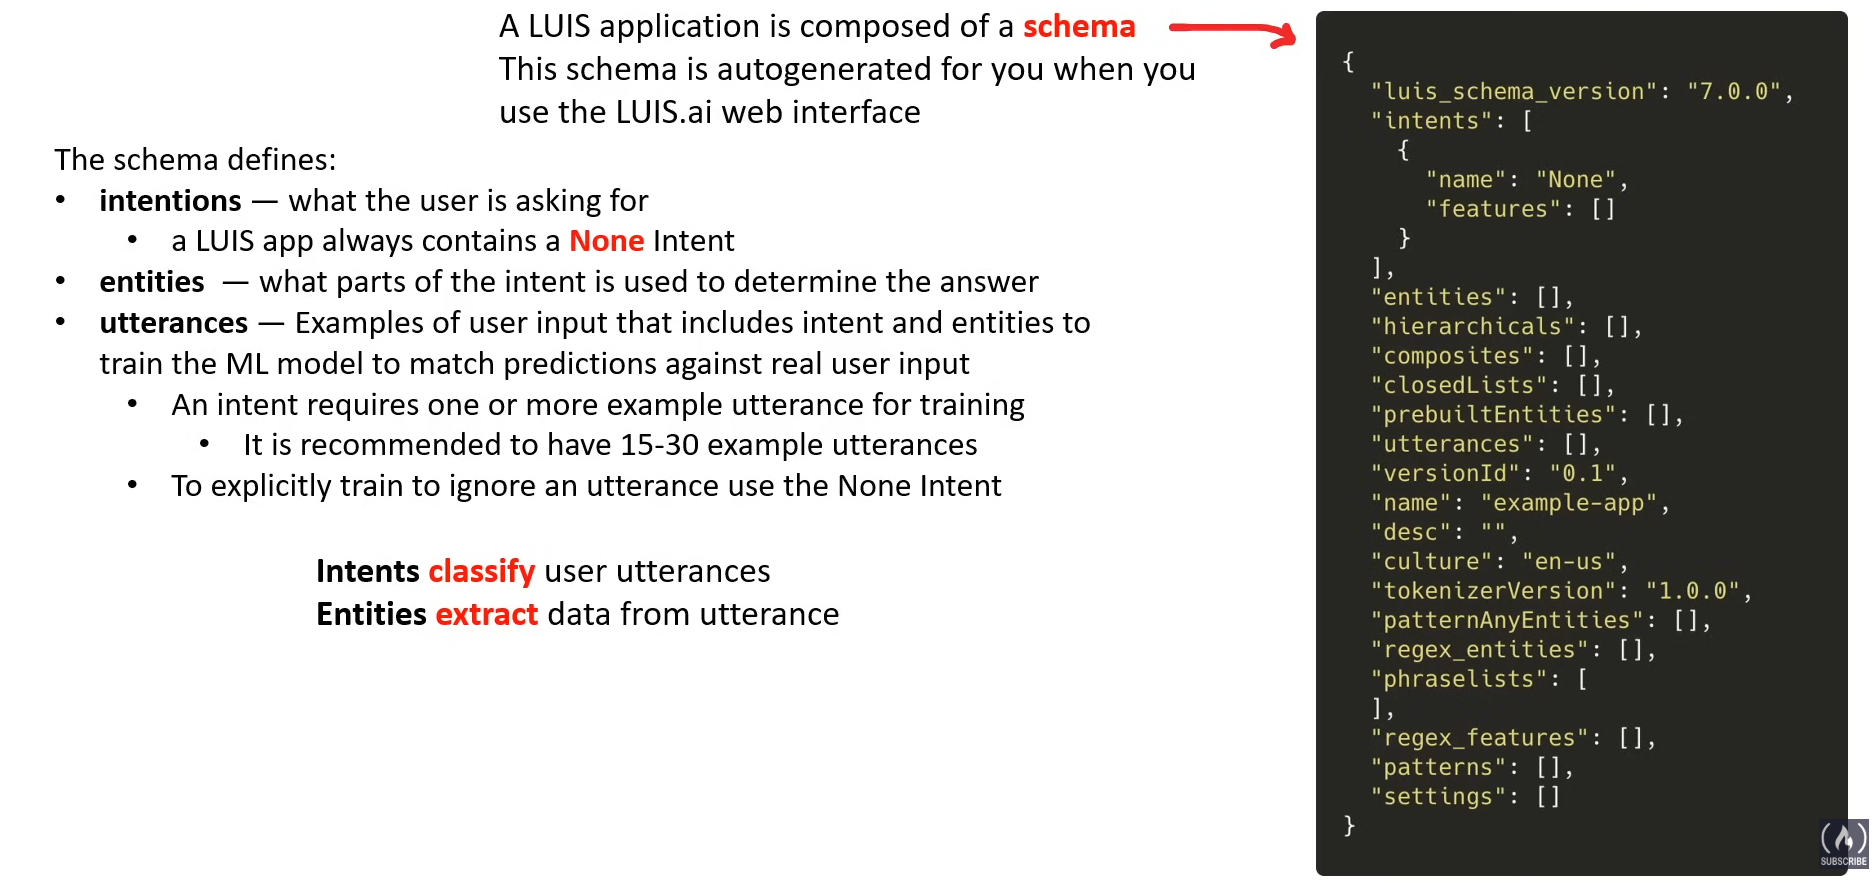 A LUIS application is composed of a schema
This schema is autogenerated for you when you
use the LUIS.ai web interface
The schema defines:
• intentions — what the user is asking for
• a LUIS app always contains a None Intent
• entities — what parts of the intent is used to determine the answer
• utterances — Examples of user input that includes intent and entities to
train the ML model to match predictions against real user input
• An intent requires one or more example utterance for training
• It is recommended to have 15-30 example utterances
• To explicitly train to ignore an utterance use the None Intent
Intents classify user utterances
Entities extract data from utterance
{
"luis_schema_version": "7.0.0",
"intents": [
{
"name": "None",
"features": []
}
],
"entities": [],
"hierarchicals": [],
"composites": [],
"closedLists": [],
"prebuiltEntities": [],
"utterances": [],
"versionId": "0.1",
"name": "example-app",
"desc": "",
"culture": "en-us",
"tokenizerVersion": "1.0.0",
"patternAnyEntities": [],
"regex_entities": [],
"phraselists": [
],
"regex_features": [],
"patterns": [],
"settings": []
}
SUBSCRIBE